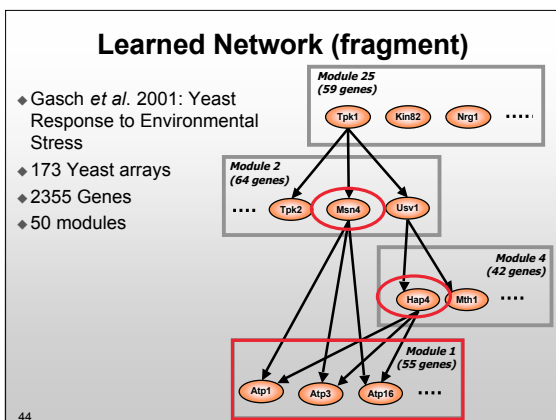 Learned Network (fragment)
◆ Gasch et al. 2001: Yeast
Response to Environmental
Stress
◆ 173 Yeast arrays
◆ 2355 Genes
◆ 50 modules
Module 25
(59 genes)
Tpk1 Kin82 Nrg1 .....
Module 2
(64 genes)
.... Tpk2 Msn4 Usv1
Module 4
(42 genes)
Hap4 Mth1 ....
Module 1
(55 genes)
Atp1 Atp3 Atp16 ....
44